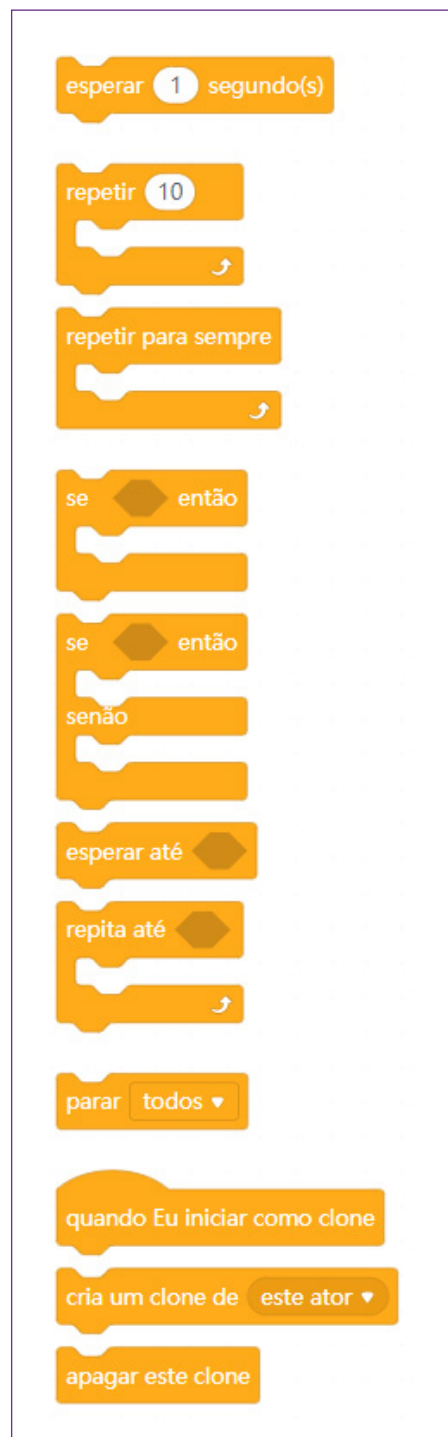 esperar 1 segundo(s)
repetir 10
repetir para sempre
se então
se então
senão
esperar até
repita até
parar todos
quando Eu iniciar como clone
cria um clone de este ator
apagar este clone